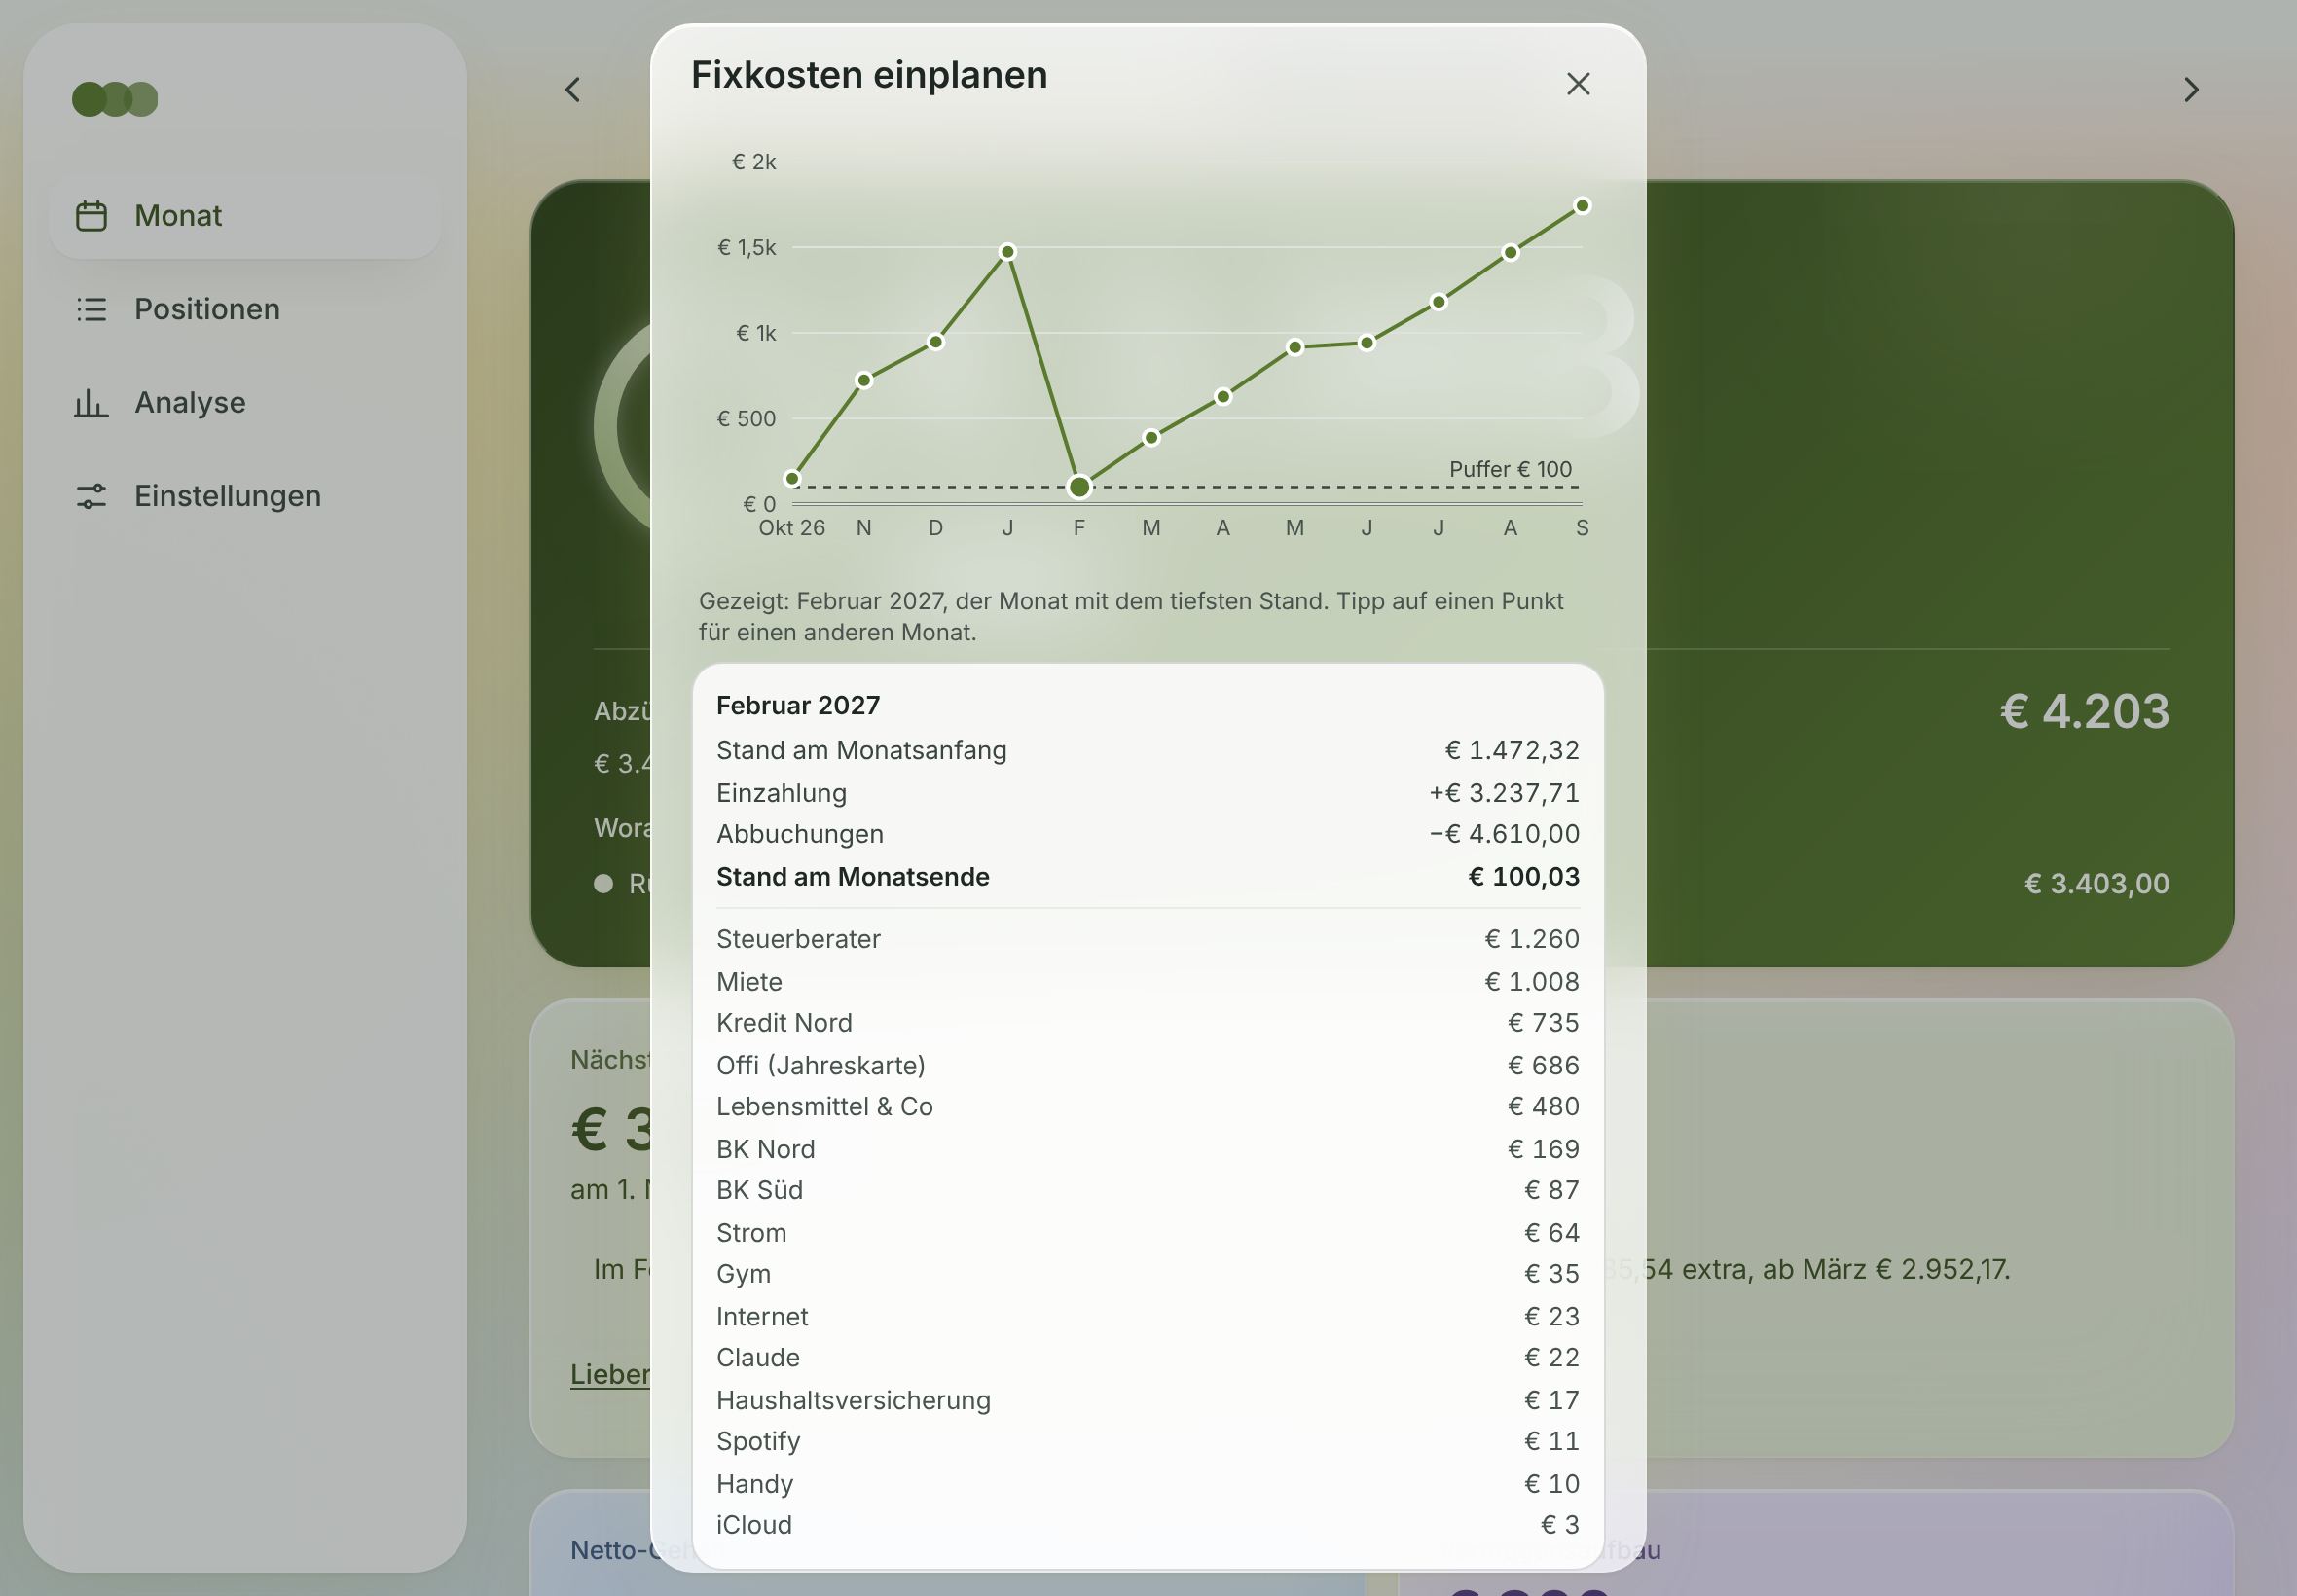 Fixkosten einplanen
Monat
Positionen
Analyse
Einstellungen
€ 2k
€ 1,5k
€ 1k
€ 500
Puffer € 100
€ 0
Okt 26 N D J F M A M J J A S
Gezeigt: Februar 2027, der Monat mit dem tiefsten Stand. Tipp auf einen Punkt
für einen anderen Monat.
Februar 2027
Stand am Monatsanfang € 1.472,32
Einzahlung +€ 3.237,71
Abbuchungen −€ 4.610,00
Stand am Monatsende € 100,03
Steuerberater € 1.260
Miete € 1.008
Kredit Nord € 735
Offi (Jahreskarte) € 686
Lebensmittel & Co € 480
BK Nord € 169
BK Süd € 87
Strom € 64
Gym € 35
Internet € 23
Claude € 22
Haushaltsversicherung € 17
Spotify € 11
Handy € 10
iCloud € 3
€ 4.203
€ 3.403,00
am 1.
Im
54 extra, ab März € 2.952,17.